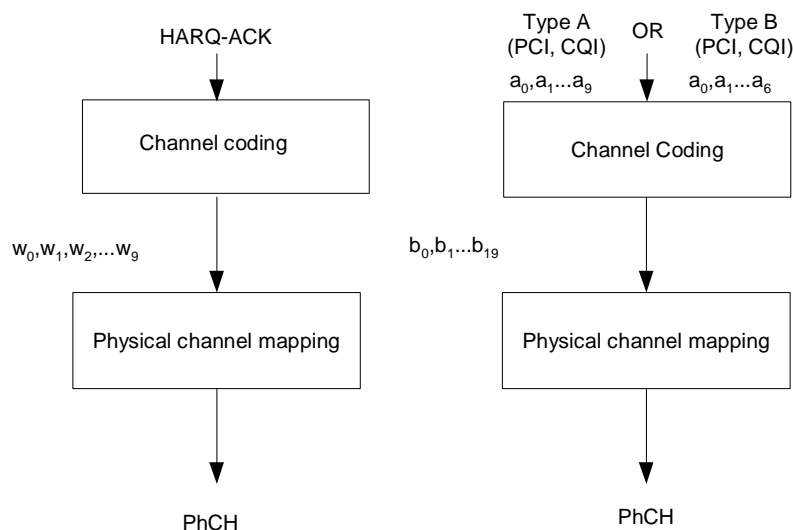 HARQ-ACK
Channel coding
w0,w1,w2,...w9
Physical channel mapping
PhCH
Type A
(PCI, CQI)
OR
Type B
(PCI, CQI)
a0,a1...a9
a0,a1...a6
Channel Coding
b0,b1...b19
Physical channel mapping
PhCH